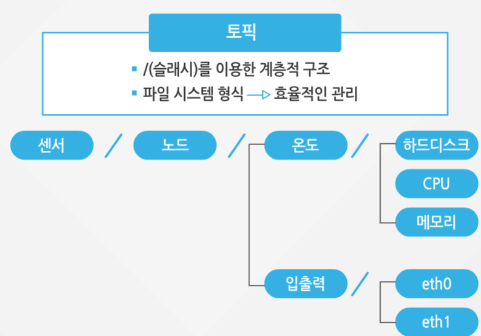 토픽
▪ /(슬래시)를 이용한 계층적 구조
▪ 파일 시스템 형식 → 효율적인 관리
센서 / 노드 / 온도 / 하드디스크
CPU
메모리
입출력 / eth0
eth1